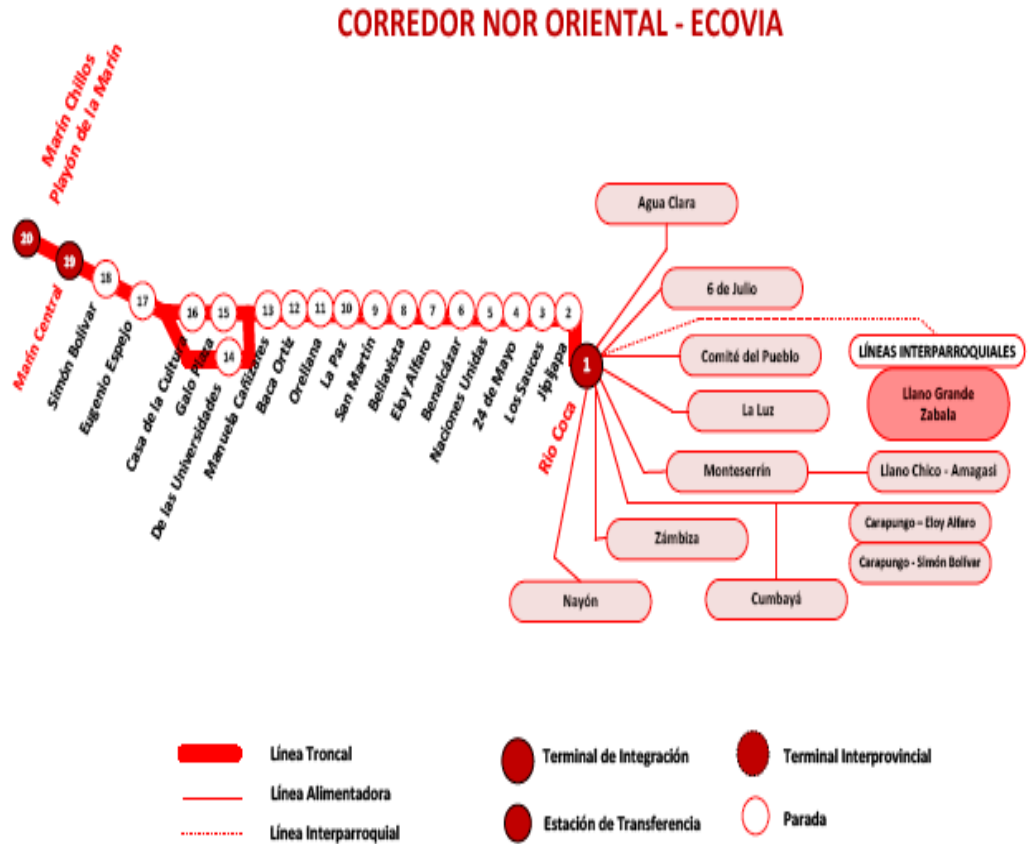 CORREDOR NOR ORIENTAL - ECOVIA
Marín Chillos
Playón de la Marín
20
19
18
17
16
15
14
13
12
11
10
9
8
7
6
5
4
3
2
1
Marín Central
Simón Bolívar
Eugenio Espejo
Casa de la Cultura
Galo Plaza
De las Universidades
Manuela Cañizares
Baca Ortiz
Orellana
La Paz
San Martín
Bellavista
Eloy Alfaro
Benalcázar
Naciones Unidas
24 de Mayo
Los Sauces
Jipijapa
Rio Coca
Agua Clara
6 de Julio
Comité del Pueblo
La Luz
Monteserrín
Zámbiza
Nayón
Cumbayá
LÍNEAS INTERPARROQUIALES
Llano Grande
Zabala
Llano Chico - Amagasi
Carapungo – Eloy Alfaro
Carapungo - Simón Bolívar
Línea Troncal
Línea Alimentadora
Línea Interparroquial
Terminal de Integración
Estación de Transferencia
Terminal Interprovincial
Parada